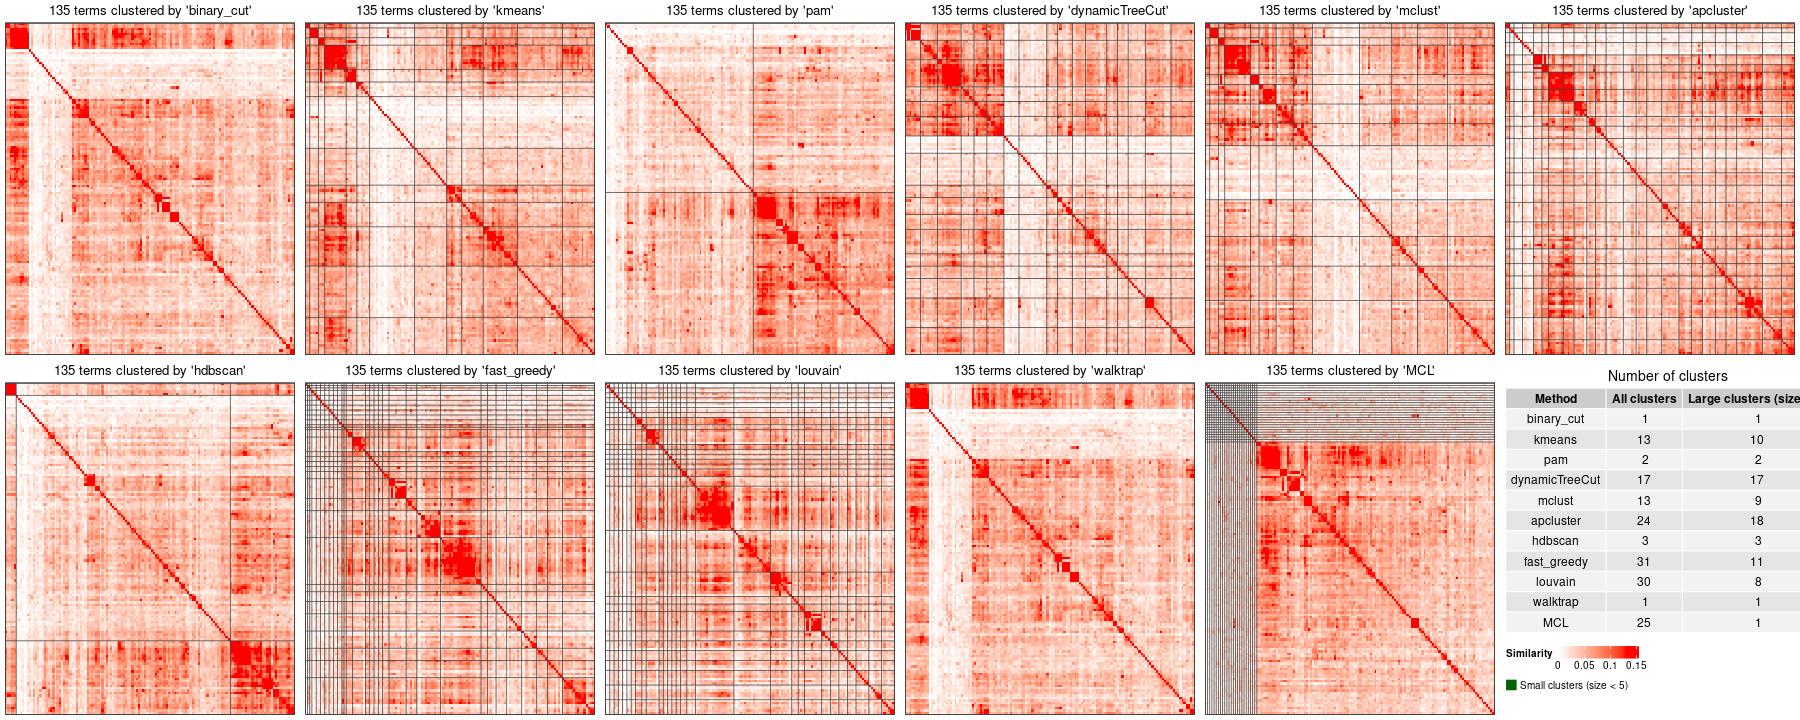 135 terms clustered by 'binary_cut'
135 terms clustered by 'kmeans'
135 terms clustered by 'pam'
135 terms clustered by 'dynamicTreeCut'
135 terms clustered by 'mclust'
135 terms clustered by 'apcluster'
135 terms clustered by 'hdbscan'
135 terms clustered by 'fast_greedy'
135 terms clustered by 'louvain'
135 terms clustered by 'walktrap'
135 terms clustered by 'MCL'
Number of clusters
Method All clusters Large clusters (size
binary_cut 1 1
kmeans 13 10
pam 2 2
dynamicTreeCut 17 17
mclust 13 9
apcluster 24 18
hdbscan 3 3
fast_greedy 31 11
louvain 30 8
walktrap 1 1
MCL 25 1
Similarity
0 0.05 0.1 0.15
Small clusters (size < 5)